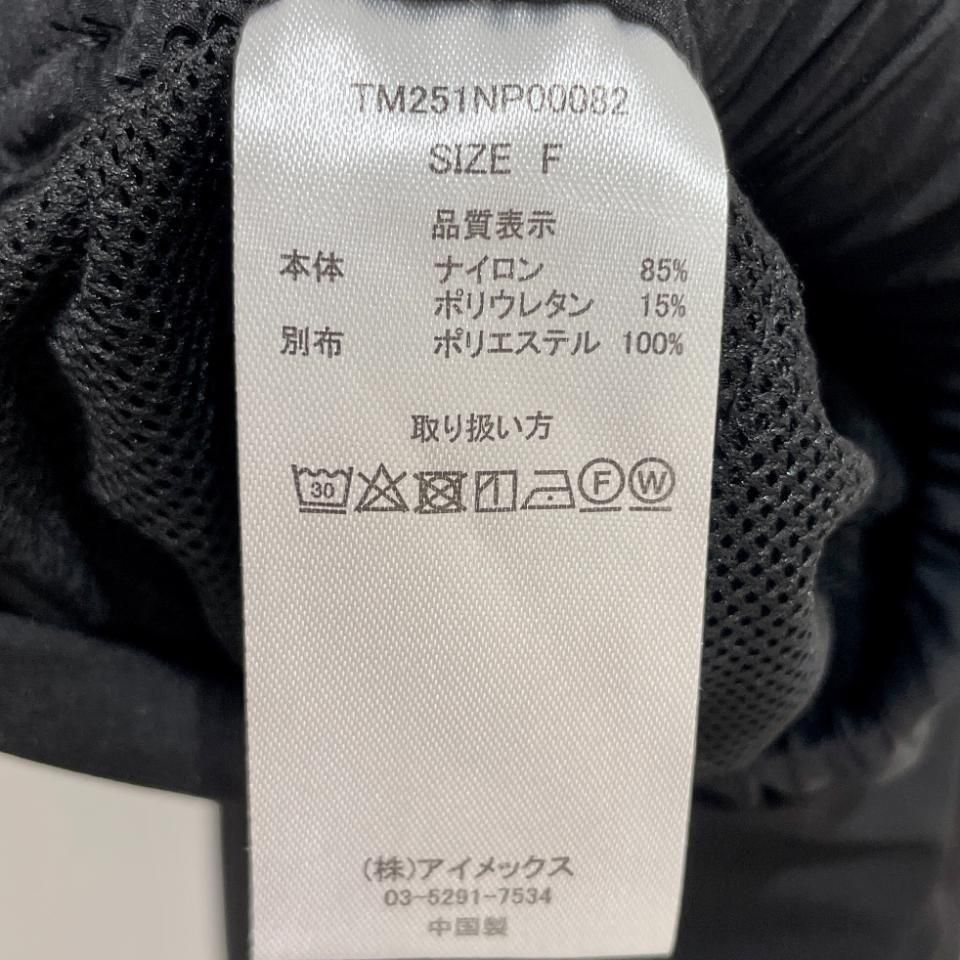 TM251NP00082
SIZE F
品質表示
本体 ナイロン 85%
ポリウレタン 15%
別布 ポリエステル 100%
取り扱い方
30 F W
(株)アイメックス
03-5291-7534
中国製